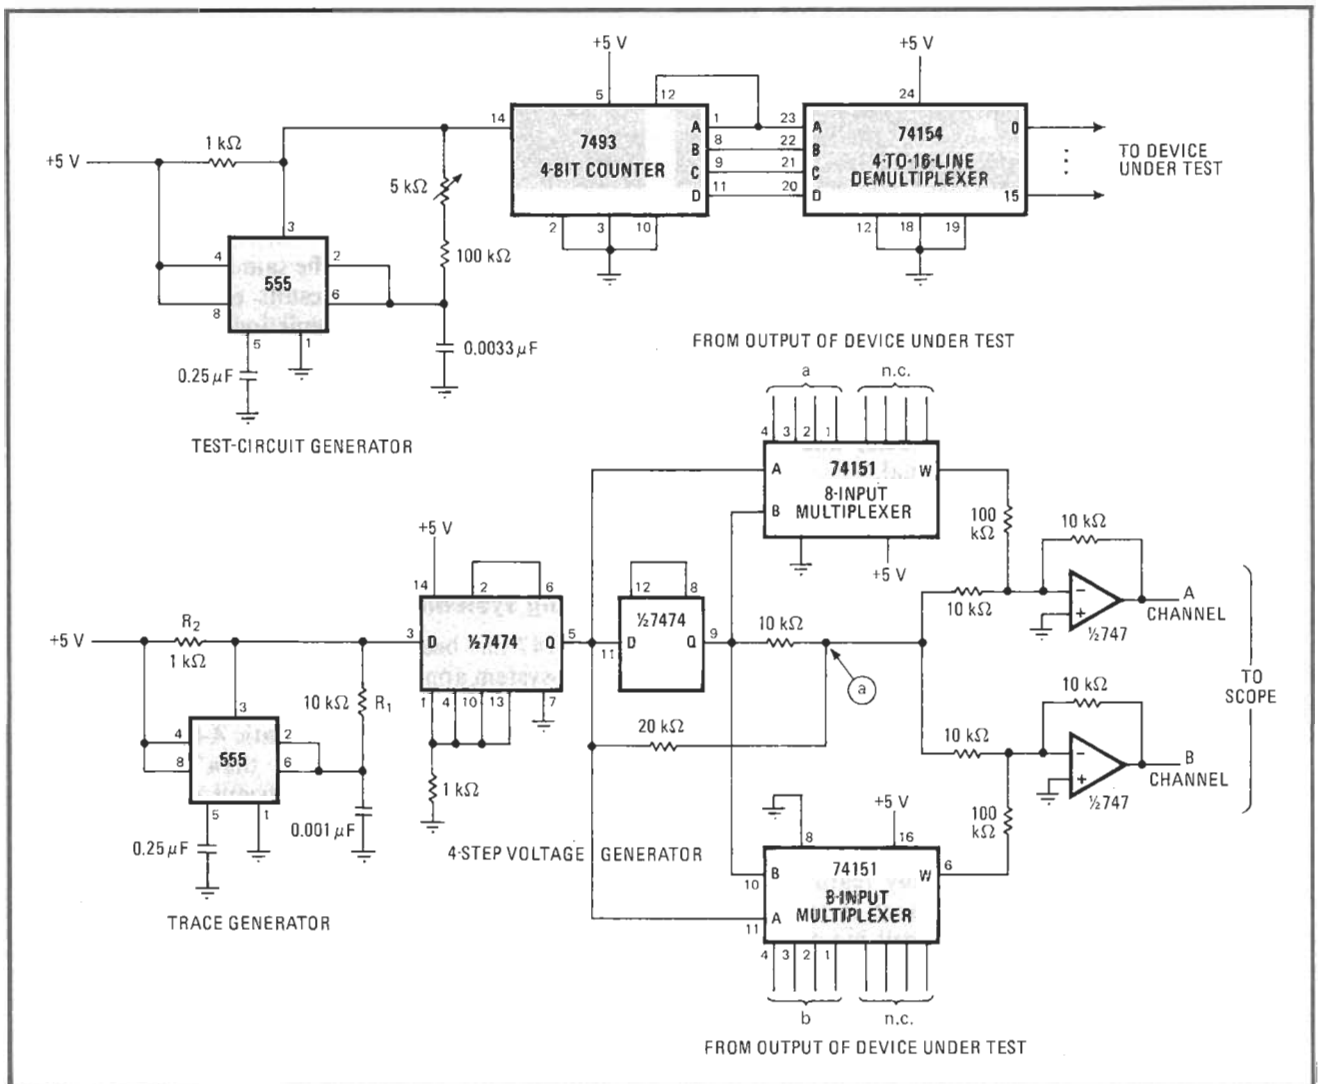 +5 V
+5 V
5
12
24
14
7493
4-BIT COUNTER
A
B
C
D
1
8
9
11
23
22
21
20
A
B
C
D
74154
4-TO-16-LINE
DEMULTIPLEXER
0
15
TO DEVICE
UNDER TEST
2
3
10
12
18
19
+5 V
1 kΩ
5 kΩ
100 kΩ
3
4
8
555
2
6
5
1
0.25 μF
0.0033 μF
TEST-CIRCUIT GENERATOR
FROM OUTPUT OF DEVICE UNDER TEST
a
n.c.
4
3
2
1
A
B
74151
8-INPUT
MULTIPLEXER
W
+5 V
100
kΩ
10 kΩ
10 kΩ
−
+
½747
A
CHANNEL
+5 V
14
2
6
3
D
½7474
Q
5
1
4
10
13
7
1 kΩ
12
8
½7474
11
D
Q
9
10 kΩ
a
20 kΩ
+5 V
R2
1 kΩ
10 kΩ
R1
3
4
8
555
2
6
5
1
0.25 μF
0.001 μF
TRACE GENERATOR
4-STEP VOLTAGE GENERATOR
10 kΩ
10 kΩ
−
+
½747
B
CHANNEL
TO
SCOPE
100
kΩ
+5 V
8
16
10
11
B
A
74151
8-INPUT
MULTIPLEXER
W
6
4
3
2
1
b
n.c.
FROM OUTPUT OF DEVICE UNDER TEST